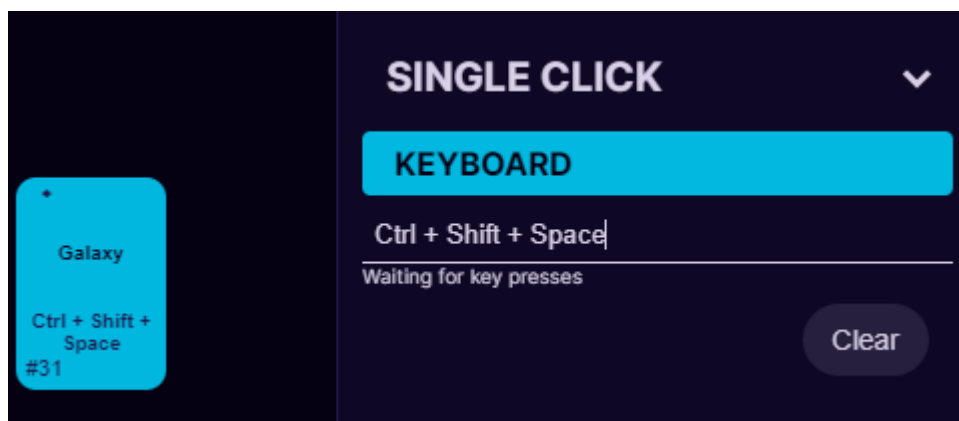 Galaxy
Ctrl + Shift +
Space
#31
SINGLE CLICK
KEYBOARD
Ctrl + Shift + Space
Waiting for key presses
Clear